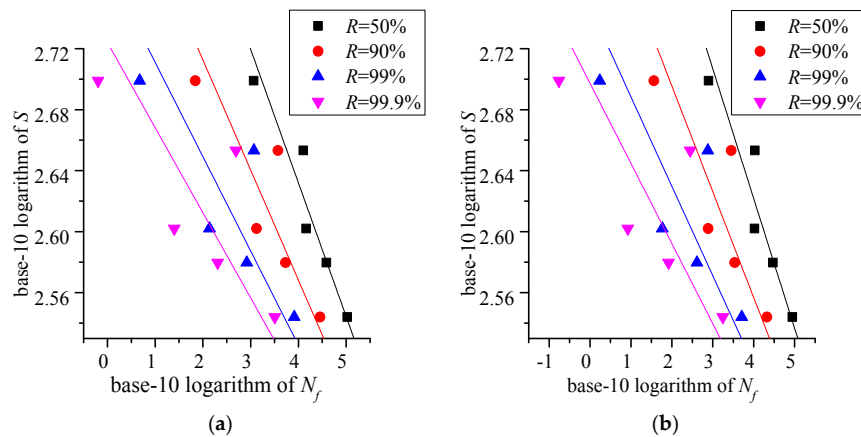 R=50%
R=90%
R=99%
R=99.9%
2.72
2.68
2.64
2.60
2.56
base-10 logarithm of S
0 1 2 3 4 5
base-10 logarithm of Nf
(a)
R=50%
R=90%
R=99%
R=99.9%
2.72
2.68
2.64
2.60
2.56
base-10 logarithm of S
-1 0 1 2 3 4 5
base-10 logarithm of Nf
(b)